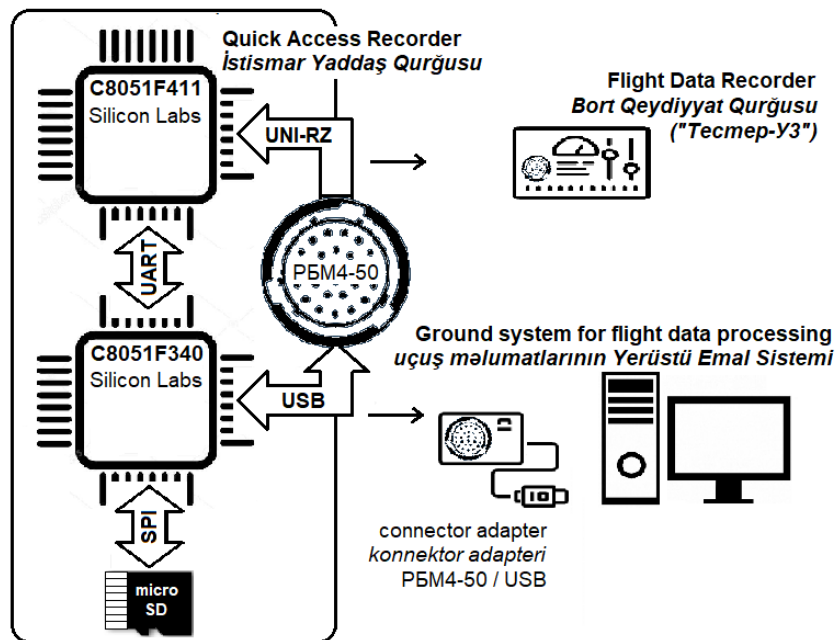 Quick Access Recorder
İstismar Yaddaş Qurğusu
C8051F411
Silicon Labs
UNI-RZ
Flight Data Recorder
Bort Qeydiyyat Qurğusu
("Тестер-У3")
UART
РБМ4-50
C8051F340
Silicon Labs
USB
Ground system for flight data processing
uçuş məlumatlarının Yerüstü Emal Sistemi
SPI
micro
SD
connector adapter
konnektor adapteri
РБМ4-50 / USB